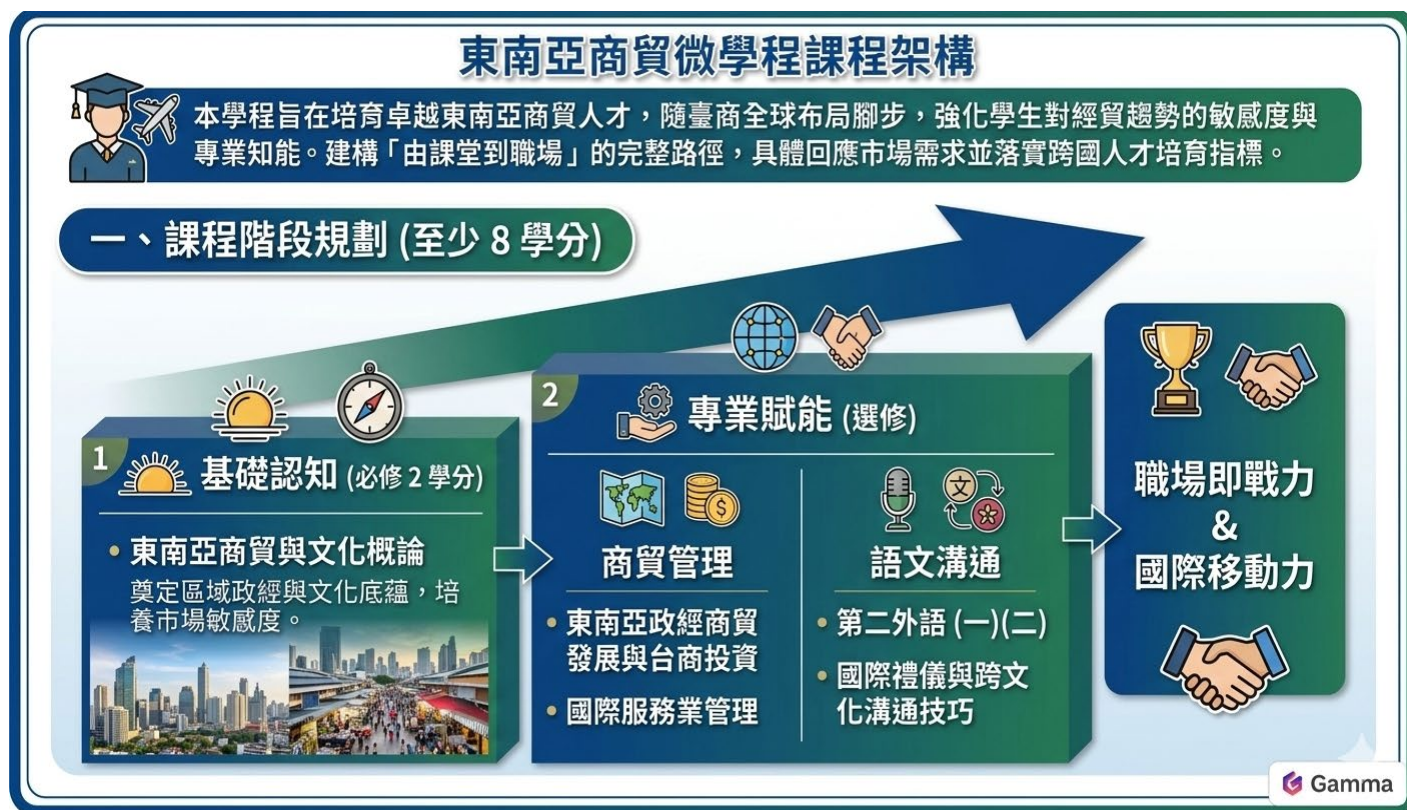 東南亞商貿微學程課程架構
本學程旨在培育卓越東南亞商貿人才，隨臺商全球布局腳步，強化學生對經貿趨勢的敏感度與
專業知能。建構「由課堂到職場」的完整路徑，具體回應市場需求並落實跨國人才培育指標。
一、課程階段規劃 (至少 8 學分)
1
基礎認知 (必修 2 學分)
• 東南亞商貿與文化概論
奠定區域政經與文化底蘊，培
養市場敏感度。
2
專業賦能 (選修)
商貿管理
• 東南亞政經商貿
發展與台商投資
• 國際服務業管理
文
語文溝通
• 第二外語 (一)(二)
• 國際禮儀與跨文
化溝通技巧
職場即戰力
&
國際移動力
Gamma